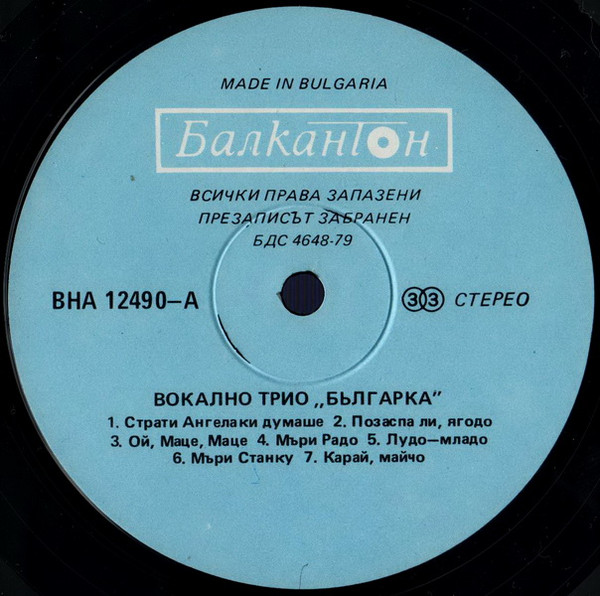 MADE IN BULGARIA
Балкантон
ВСИЧКИ ПРАВА ЗАПАЗЕНИ
ПРЕЗАПИСЪТ ЗАБРАНЕН
БДС 4648-79
ВНА 12490–А
33 СТЕРЕО
ВОКАЛНО ТРИО „БЪЛГАРКА"
1. Страти Ангелаки думаше 2. Позаспа ли, ягодо
3. Ой, Маце, Маце 4. Мъри Радо 5. Лудо–младо
6. Мъри Станку 7. Карай, майчо